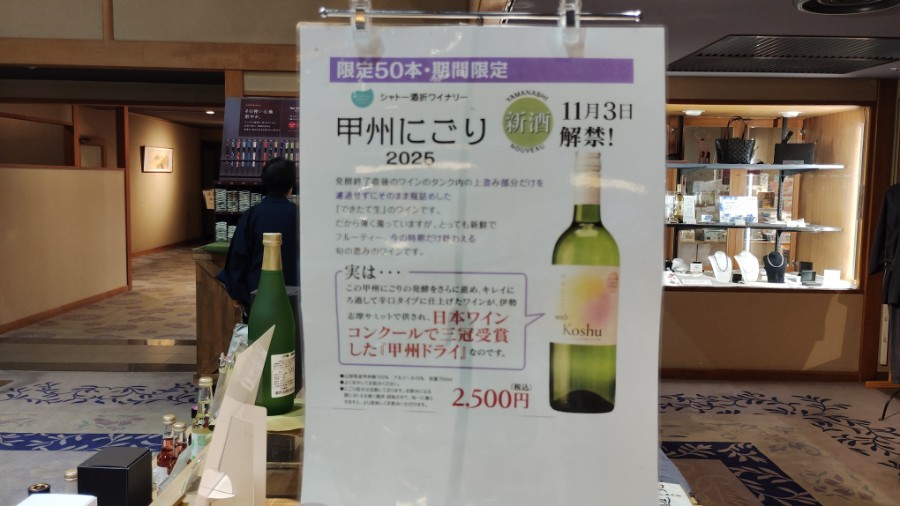 限定50本・期間限定
シャトー酒折ワイナリー
YAMANASHI
新酒
NOUVEAU
11月3日
解禁!
甲州にごり
2025
発酵終了直後のワインのタンク内の上澄み部分だけを
濾過せずにそのまま瓶詰めした
「できたて生」のワインです。
だから薄く濁っていますが、とっても新鮮で
フルーティー。今の時期だけ味わえる
旬の恵みのワインです。
実は・・・
この甲州にごりの発酵をさらに進め、キレイに
ろ過して辛口タイプに仕上げたワインが、伊勢
志摩サミットで供され、日本ワイン
コンクールで三冠受賞
した『甲州ドライ』なのです。
(税込)
2,500円
Koshu